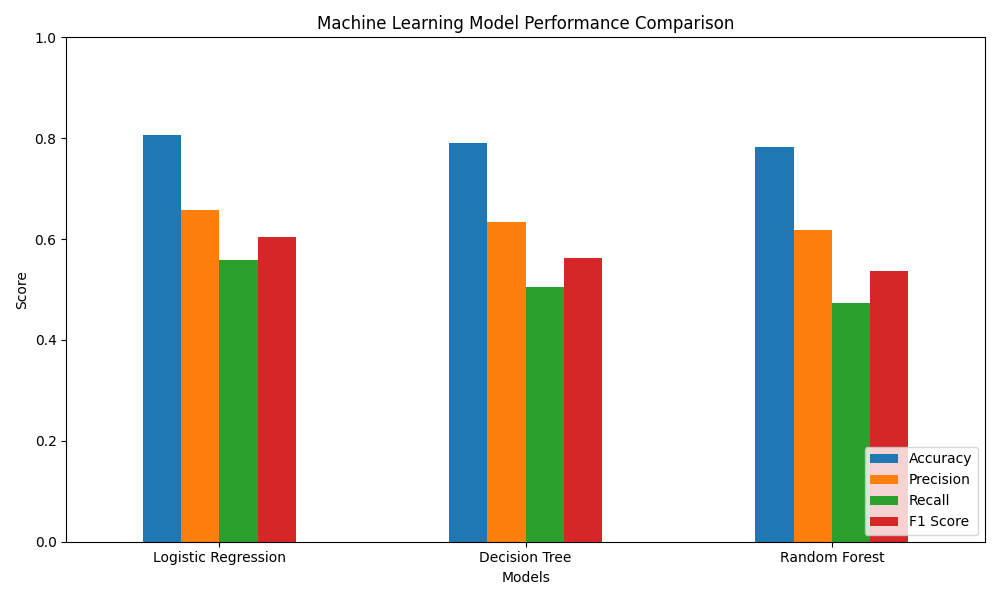 Machine Learning Model Performance Comparison
1.0
0.8
0.6
0.4
0.2
0.0
Score
Logistic Regression
Decision Tree
Random Forest
Models
Accuracy
Precision
Recall
F1 Score